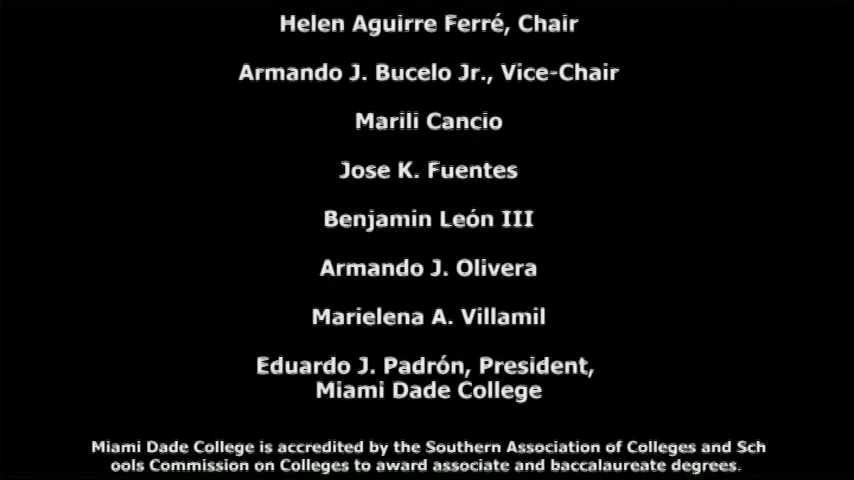 Helen Aguirre Ferré, Chair
Armando J. Bucelo Jr., Vice-Chair
Marili Cancio
Jose K. Fuentes
Benjamin León III
Armando J. Olivera
Marielena A. Villamil
Eduardo J. Padrón, President,
Miami Dade College
Miami Dade College is accredited by the Southern Association of Colleges and Sch
ools Commission on Colleges to award associate and baccalaureate degrees.